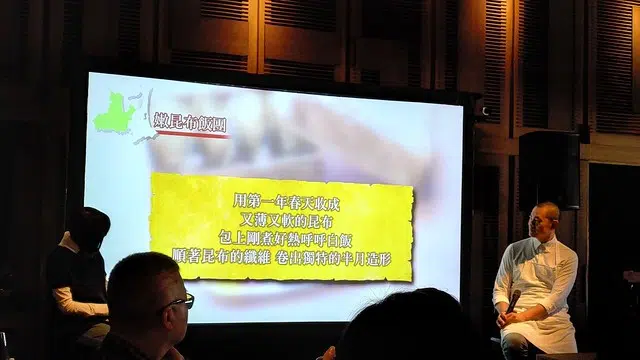 嫩昆布飯團
用第一年春天收成
又薄又軟的昆布
包上剛煮好熱呼呼白飯
順著昆布的纖維 卷出獨特的半月造形